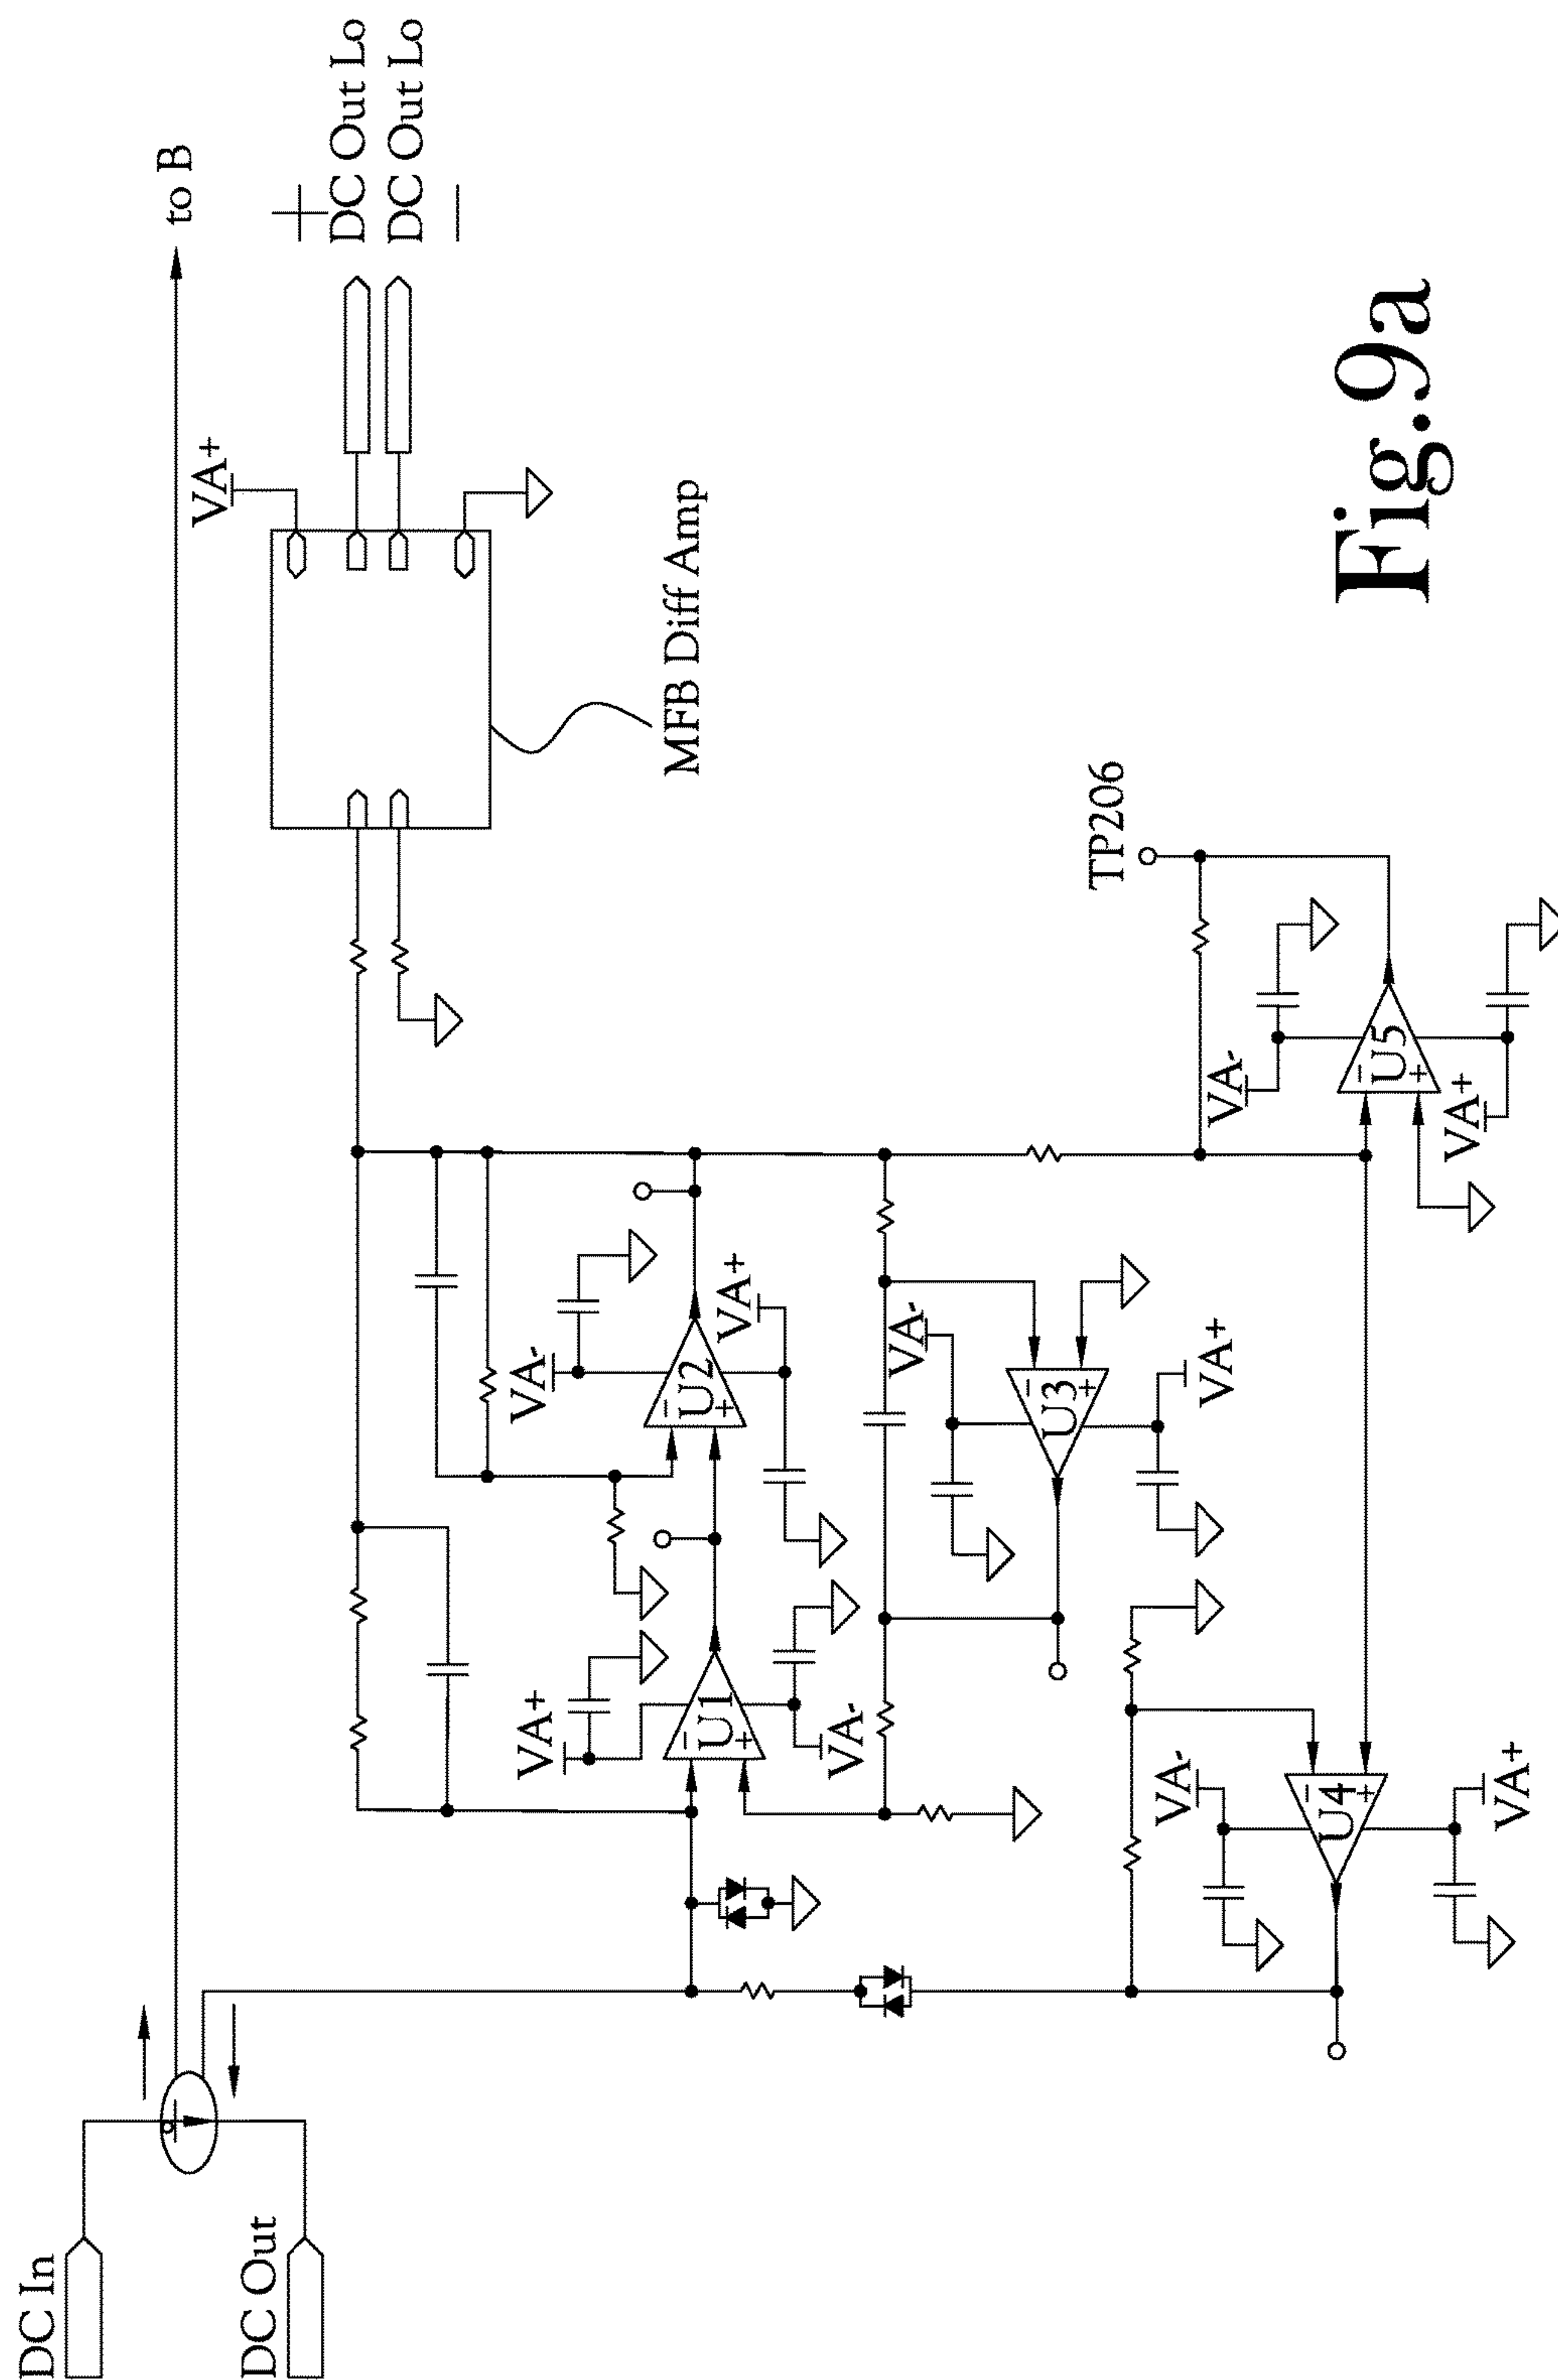 DC In
DC Out
to B
VA+
+
DC Out Lo
DC Out Lo
—
MFB Diff Amp
VA+
- U1 +
VA-
VA-
- U2 +
VA+
VA-
- U3 +
VA+
VA-
- U4 +
VA+
TP206
VA-
- U5 +
VA+
Fig.9a